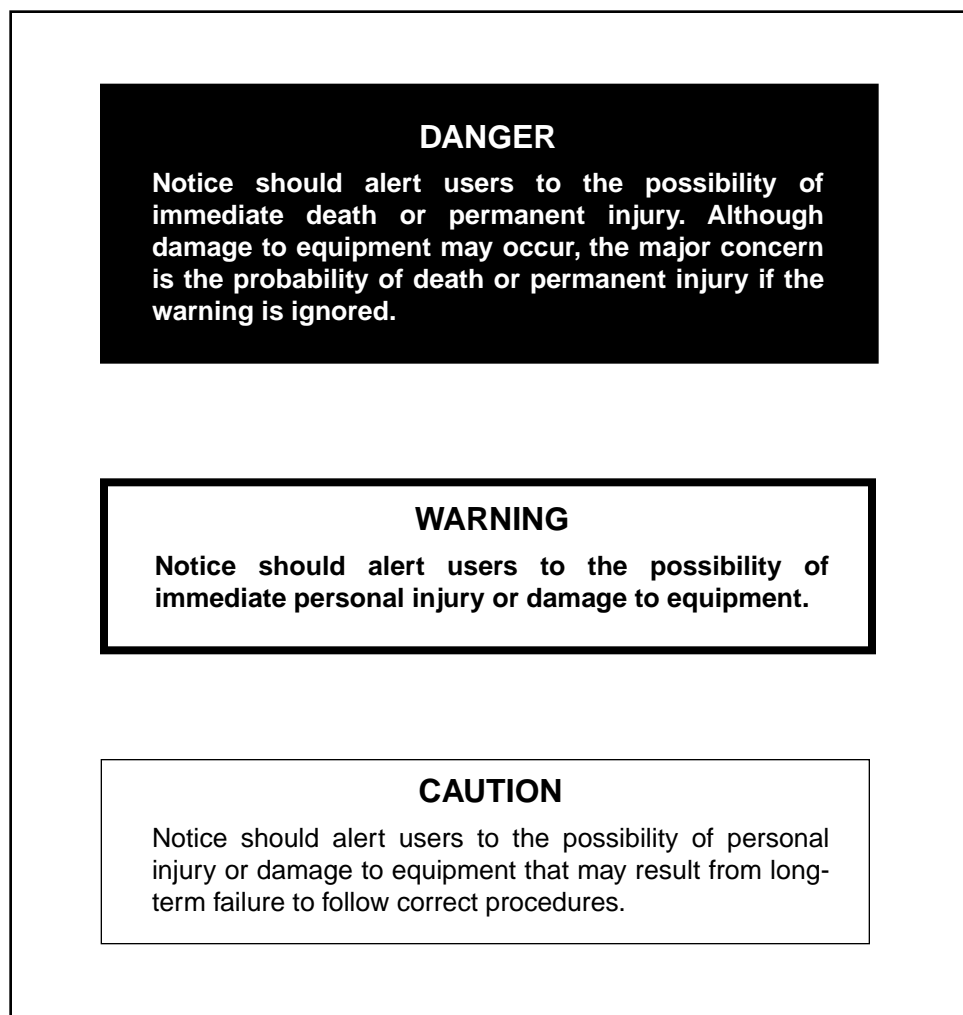 DANGER
Notice should alert users to the possibility of
immediate death or permanent injury. Although
damage to equipment may occur, the major concern
is the probability of death or permanent injury if the
warning is ignored.
WARNING
Notice should alert users to the possibility of
immediate personal injury or damage to equipment.
CAUTION
Notice should alert users to the possibility of personal
injury or damage to equipment that may result from long-
term failure to follow correct procedures.